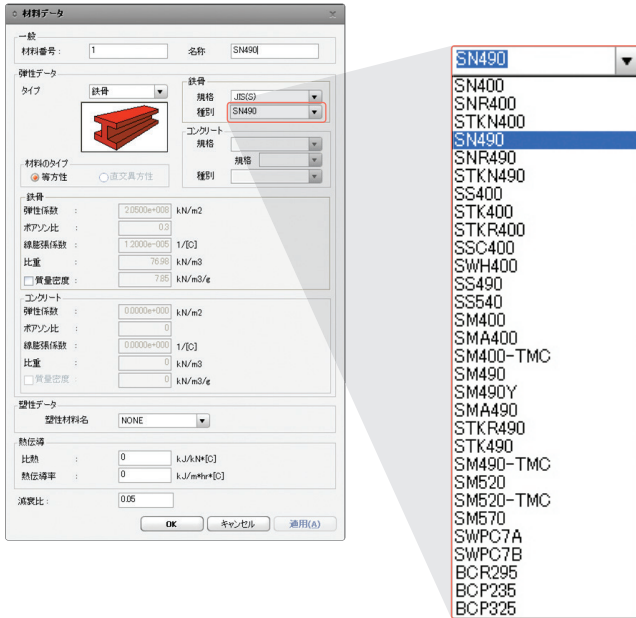 材料データ
一般
材料番号 : 1 名称 SN490
弾性データ
タイプ 鉄骨
鉄骨
規格 JIS(S)
種別 SN490
コンクリート
規格
規格
種別
材料のタイプ
等方性 直交異方性
鉄骨
弾性係数 : 2.0500e+008 kN/m2
ポアソン比 : 0.3
線膨張係数 : 1.2000e-005 1/[C]
比重 : 76.98 kN/m3
質量密度 : 7.85 kN/m3/g
コンクリート
弾性係数 : 0.0000e+000 kN/m2
ポアソン比 : 0
線膨張係数 : 0.0000e+000 1/[C]
比重 : 0 kN/m3
質量密度 : 0 kN/m3/g
塑性データ
塑性材料名 NONE
熱伝導
比熱 : 0 kJ/kN*[C]
熱伝導率 : 0 kJ/m*hr*[C]
減衰比 : 0.05
OK キャンセル 適用(A)
SN490
SN400
SNR400
STKN400
SN490
SNR490
STKN490
SS400
STK400
STKR400
SSC400
SWH400
SS490
SS540
SM400
SMA400
SM400-TMC
SM490
SM490Y
SMA490
STKR490
STK490
SM490-TMC
SM520
SM520-TMC
SM570
SWPC7A
SWPC7B
BCR295
BCP235
BCP325